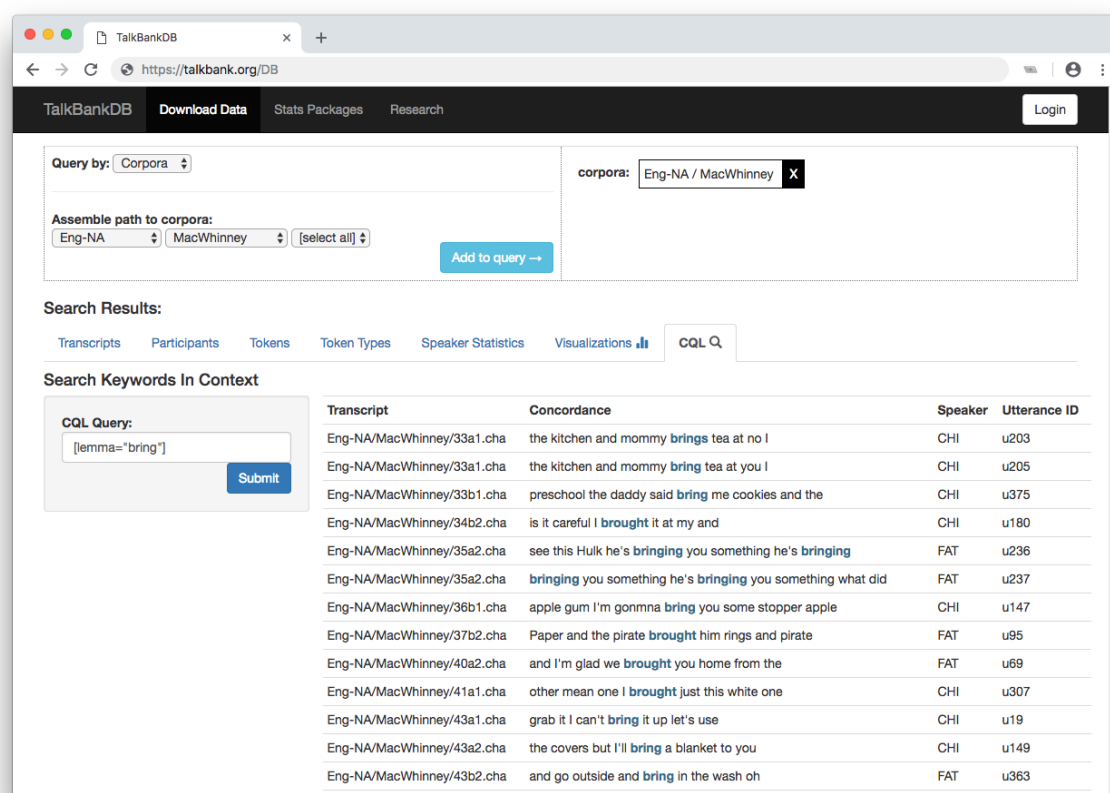 TalkBankDB
https://talkbank.org/DB
TalkBankDB Download Data Stats Packages Research Login
Query by: Corpora
corpora: Eng-NA / MacWhinney X
Assemble path to corpora:
Eng-NA MacWhinney [select all]
Add to query →
Search Results:
Transcripts Participants Tokens Token Types Speaker Statistics Visualizations CQL
Search Keywords In Context
CQL Query:
[lemma="bring"]
Submit
Transcript Concordance Speaker Utterance ID
Eng-NA/MacWhinney/33a1.cha the kitchen and mommy brings tea at no I CHI u203
Eng-NA/MacWhinney/33a1.cha the kitchen and mommy bring tea at you I CHI u205
Eng-NA/MacWhinney/33b1.cha preschool the daddy said bring me cookies and the CHI u375
Eng-NA/MacWhinney/34b2.cha is it careful I brought it at my and CHI u180
Eng-NA/MacWhinney/35a2.cha see this Hulk he's bringing you something he's bringing FAT u236
Eng-NA/MacWhinney/35a2.cha bringing you something he's bringing you something what did FAT u237
Eng-NA/MacWhinney/36b1.cha apple gum I'm gonmna bring you some stopper apple CHI u147
Eng-NA/MacWhinney/37b2.cha Paper and the pirate brought him rings and pirate FAT u95
Eng-NA/MacWhinney/40a2.cha and I'm glad we brought you home from the FAT u69
Eng-NA/MacWhinney/41a1.cha other mean one I brought just this white one CHI u307
Eng-NA/MacWhinney/43a1.cha grab it I can't bring it up let's use CHI u19
Eng-NA/MacWhinney/43a2.cha the covers but I'll bring a blanket to you CHI u149
Eng-NA/MacWhinney/43b2.cha and go outside and bring in the wash oh FAT u363